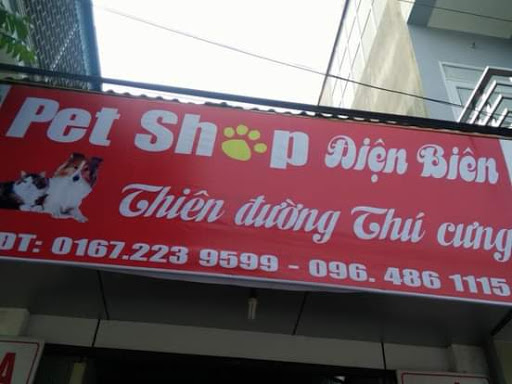 Pet Shop Điện Biên
Thiên đường Thú cưng
ĐT: 0167.223 9599 - 096. 486 1115
A